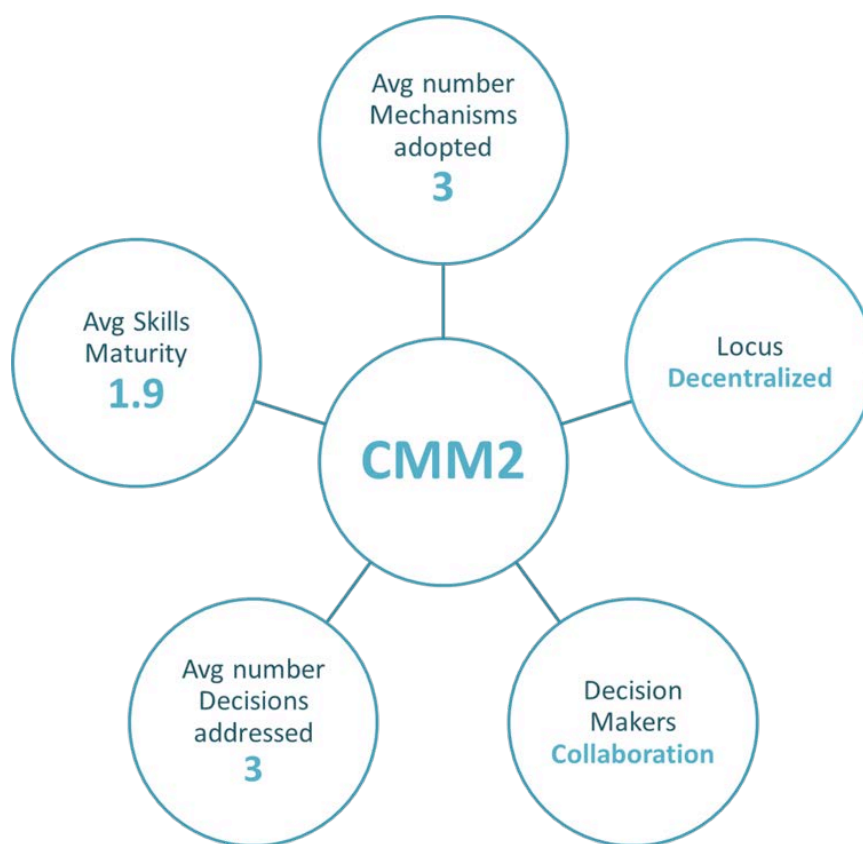 Avg number
Mechanisms
adopted
3
Avg Skills
Maturity
1.9
Locus
Decentralized
CMM2
Avg number
Decisions
addressed
3
Decision
Makers
Collaboration